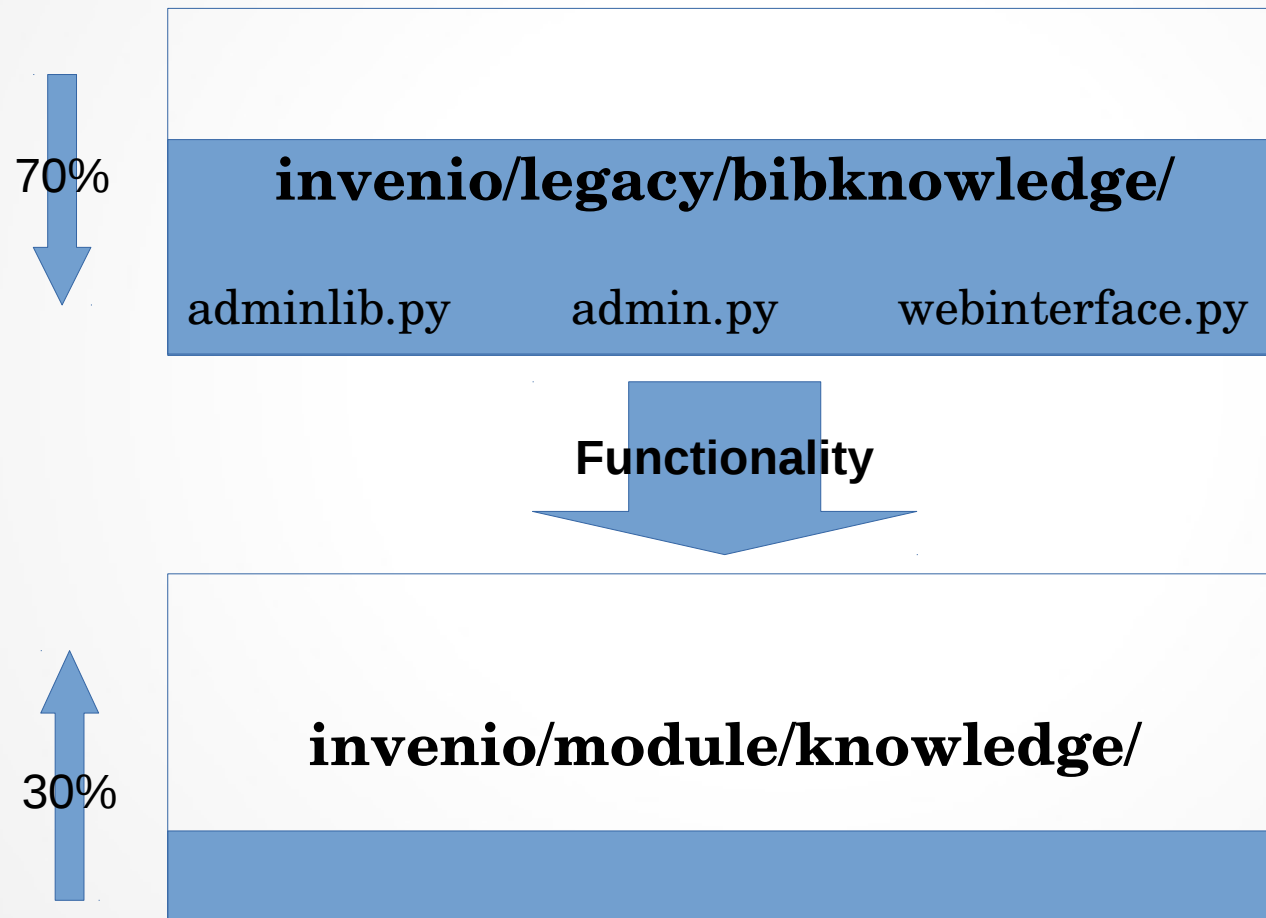 70%
invenio/legacy/bibknowledge/
adminlib.py admin.py webinterface.py
Functionality
invenio/module/knowledge/
30%